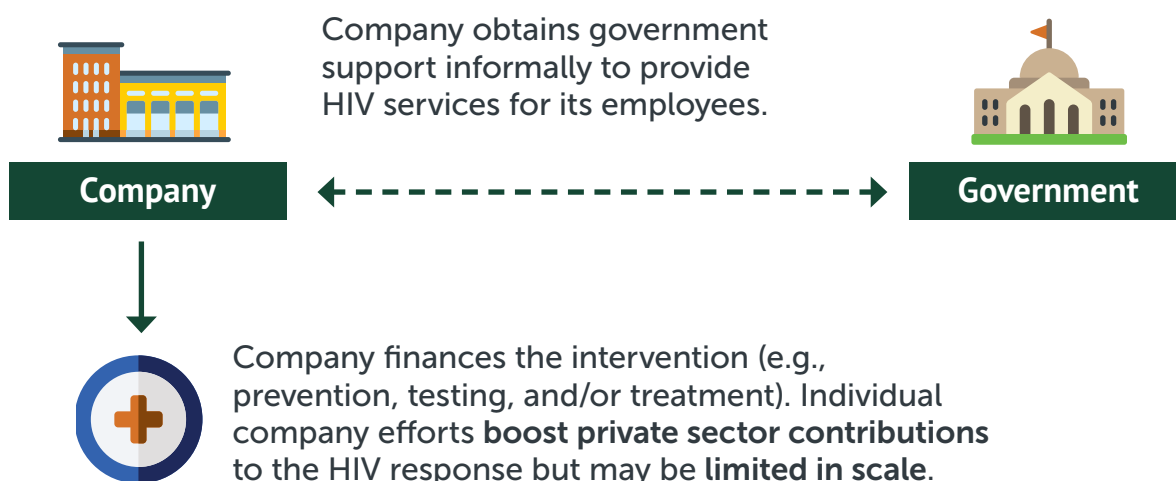 Company obtains government
support informally to provide
HIV services for its employees.
Company
Government
Company finances the intervention (e.g.,
prevention, testing, and/or treatment). Individual
company efforts boost private sector contributions
to the HIV response but may be limited in scale.